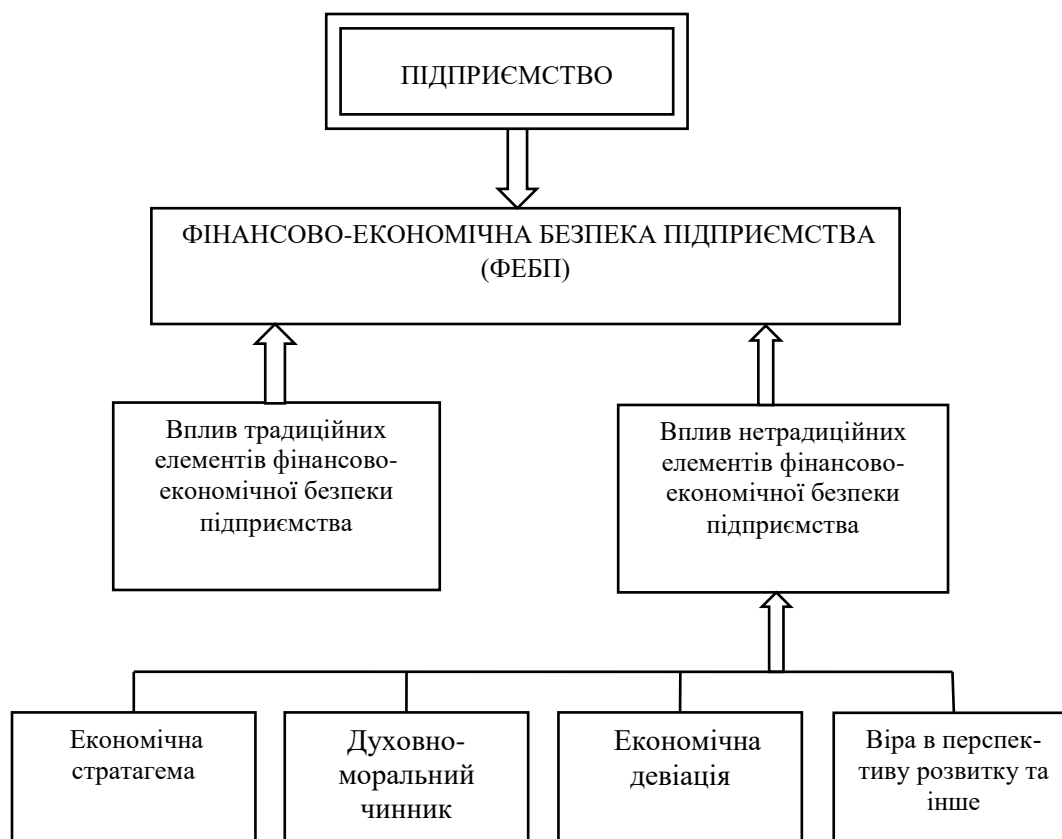 ПІДПРИЄМСТВО
ФІНАНСОВО-ЕКОНОМІЧНА БЕЗПЕКА ПІДПРИЄМСТВА
(ФЕБП)
Вплив традиційних
елементів фінансово-
економічної безпеки
підприємства
Вплив нетрадиційних
елементів фінансово-
економічної безпеки
підприємства
Економічна
стратагема
Духовно-
моральний
чинник
Економічна
девіація
Віра в перспек-
тиву розвитку та
інше